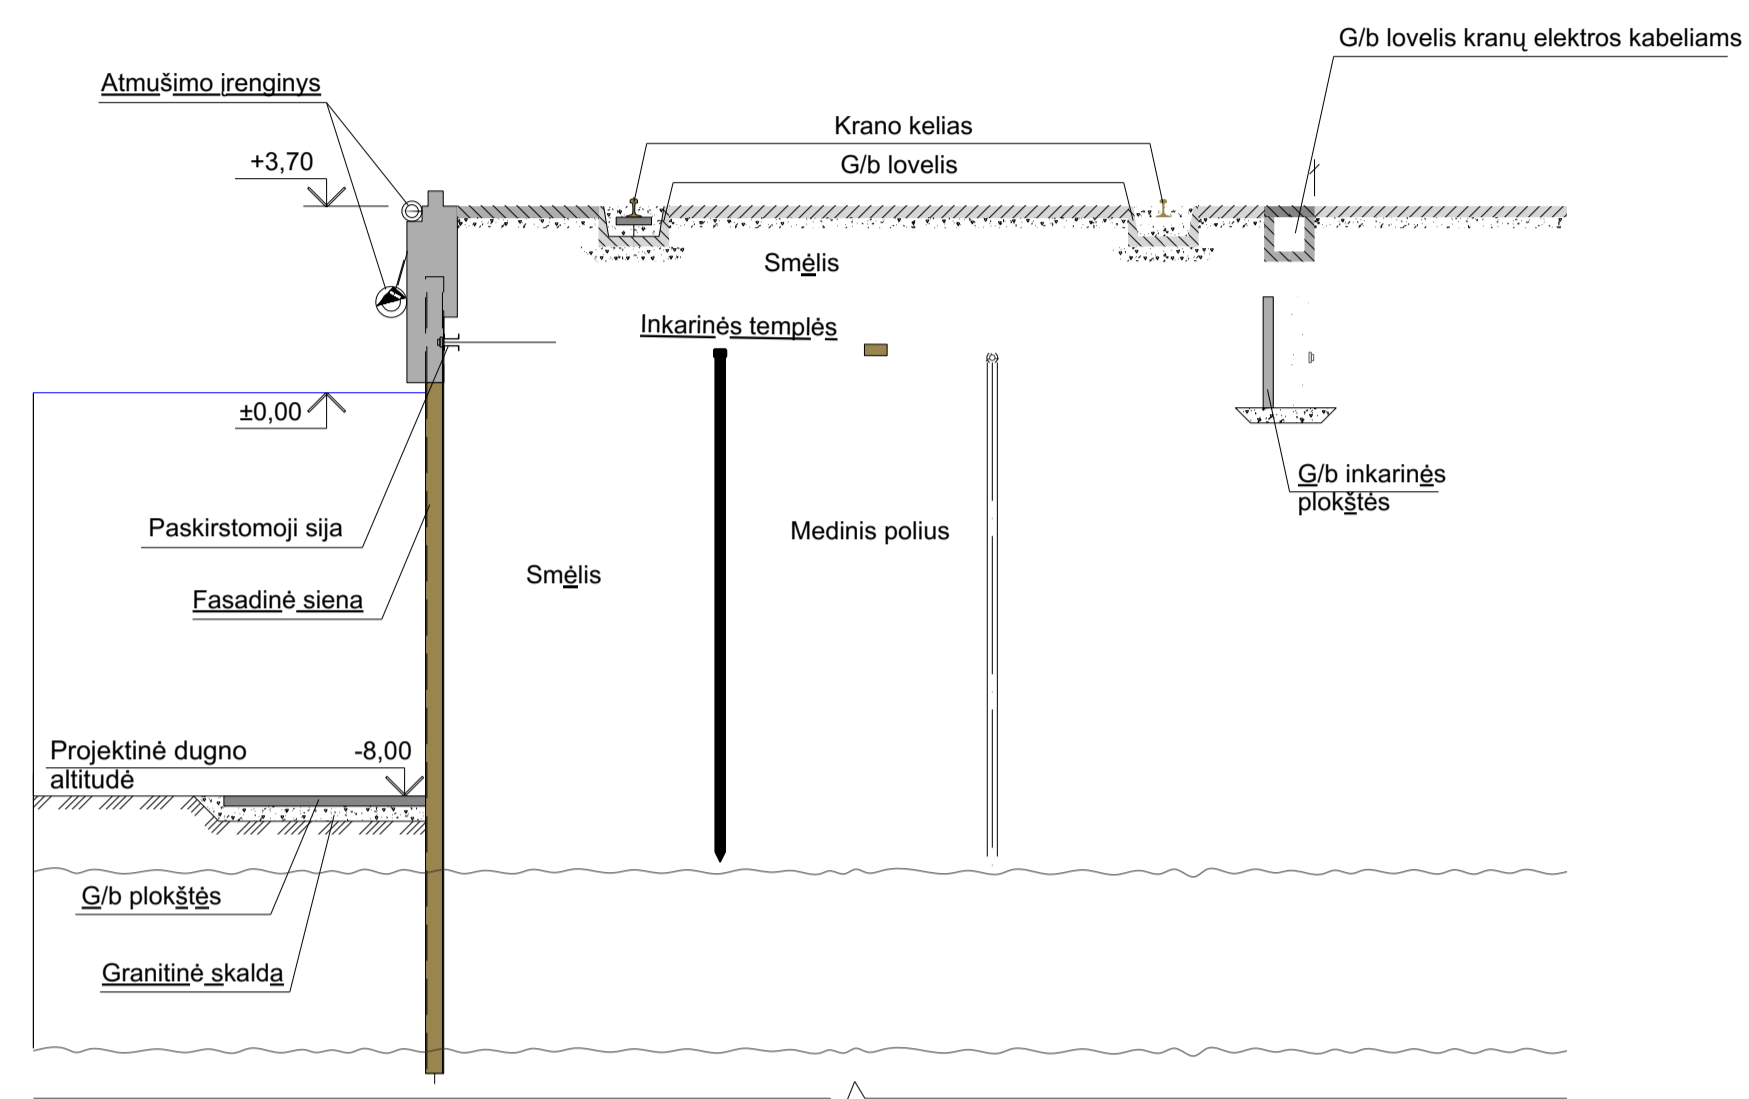 G/b lovelis kranų elektros kabeliams
Atmušimo įrenginys
Krano kelias
+3,70
G/b lovelis
Smėlis
Inkarinės templės
±0,00
G/b inkarinės
plokštės
Paskirstomoji sija
Medinis polius
Smėlis
Fasadinė siena
Projektinė dugno
altitudė
-8,00
G/b plokštės
Granitinė skalda